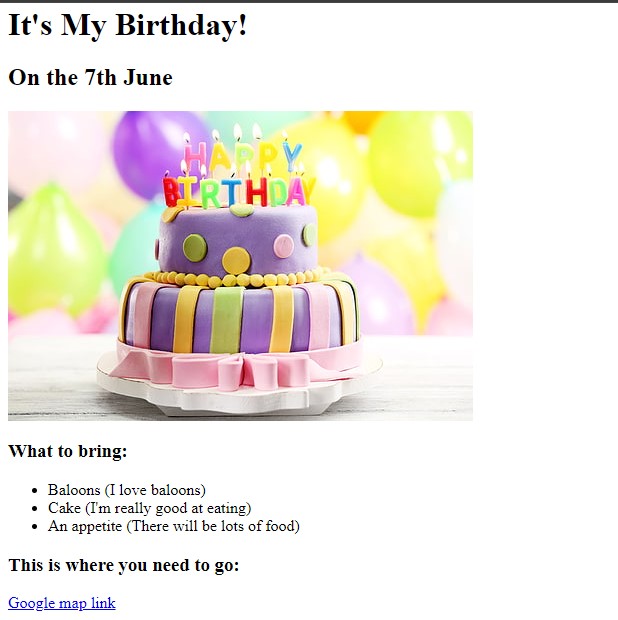 It's My Birthday!
On the 7th June
HAPPY
BIRTHDAY
What to bring:
Baloons (I love baloons)
Cake (I'm really good at eating)
An appetite (There will be lots of food)
This is where you need to go:
Google map link